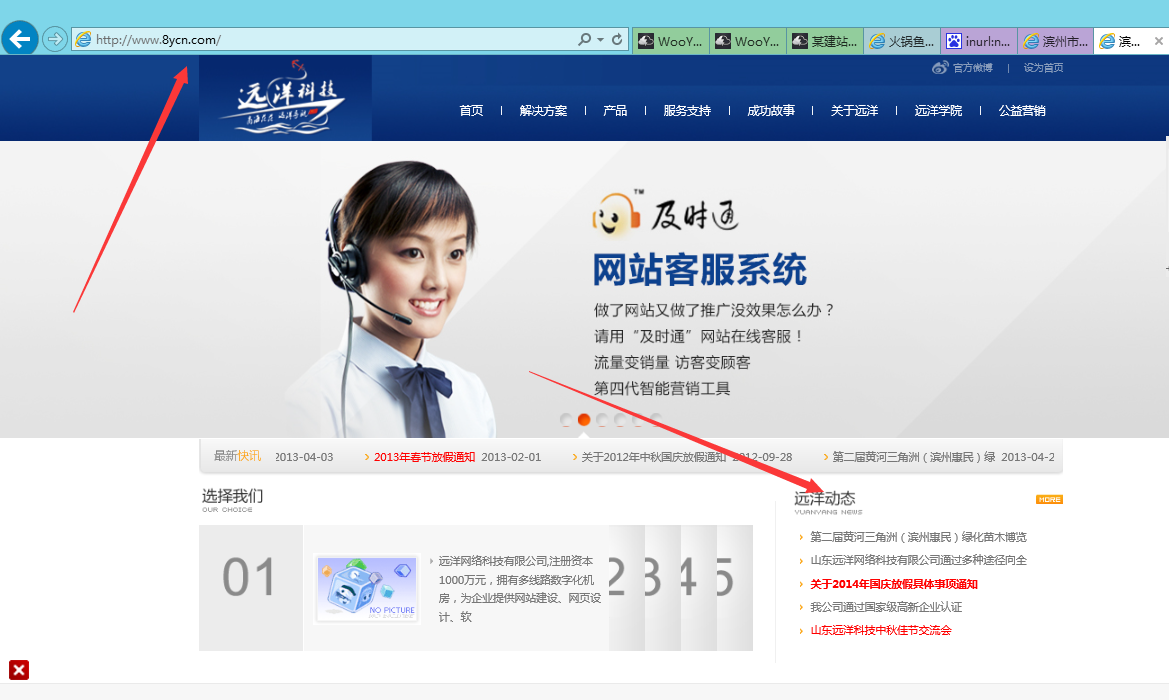 http://www.8ycn.com/
WooY...
WooY...
某建站...
火锅鱼...
inurl:n...
滨州市...
滨...
官方微博 | 设为首页
远洋科技
首页
解决方案
产品
服务支持
成功故事
关于远洋
远洋学院
公益营销
及时通™
网站客服系统
做了网站又做了推广没效果怎么办？
请用“及时通”网站在线客服！
流量变销量 访客变顾客
第四代智能营销工具
最新快讯
2013-04-03
2013年春节放假通知 2013-02-01
关于2012年中秋国庆放假通知 2012-09-28
第二届黄河三角洲（滨州惠民）绿 2013-04-2
选择我们
OUR CHOICE
01
NO PICTURE
远洋网络科技有限公司,注册资本
1000万元，拥有多线路数字化机
房，为企业提供网站建设、网页设
计、软
2
3
4
5
远洋动态
YUANYANG NEWS
MORE
第二届黄河三角洲（滨州惠民）绿化苗木博览
山东远洋网络科技有限公司通过多种途径向全
关于2014年国庆放假具体事项通知
我公司通过国家级高新企业认证
山东远洋科技中秋佳节交流会